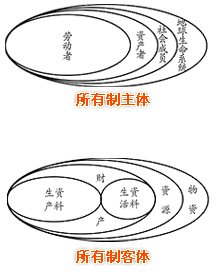 劳动者
资产者
社会成员
地球生命系统
所有制主体
财
生产
资料
生活
资料
资源
物资
产
所有制客体